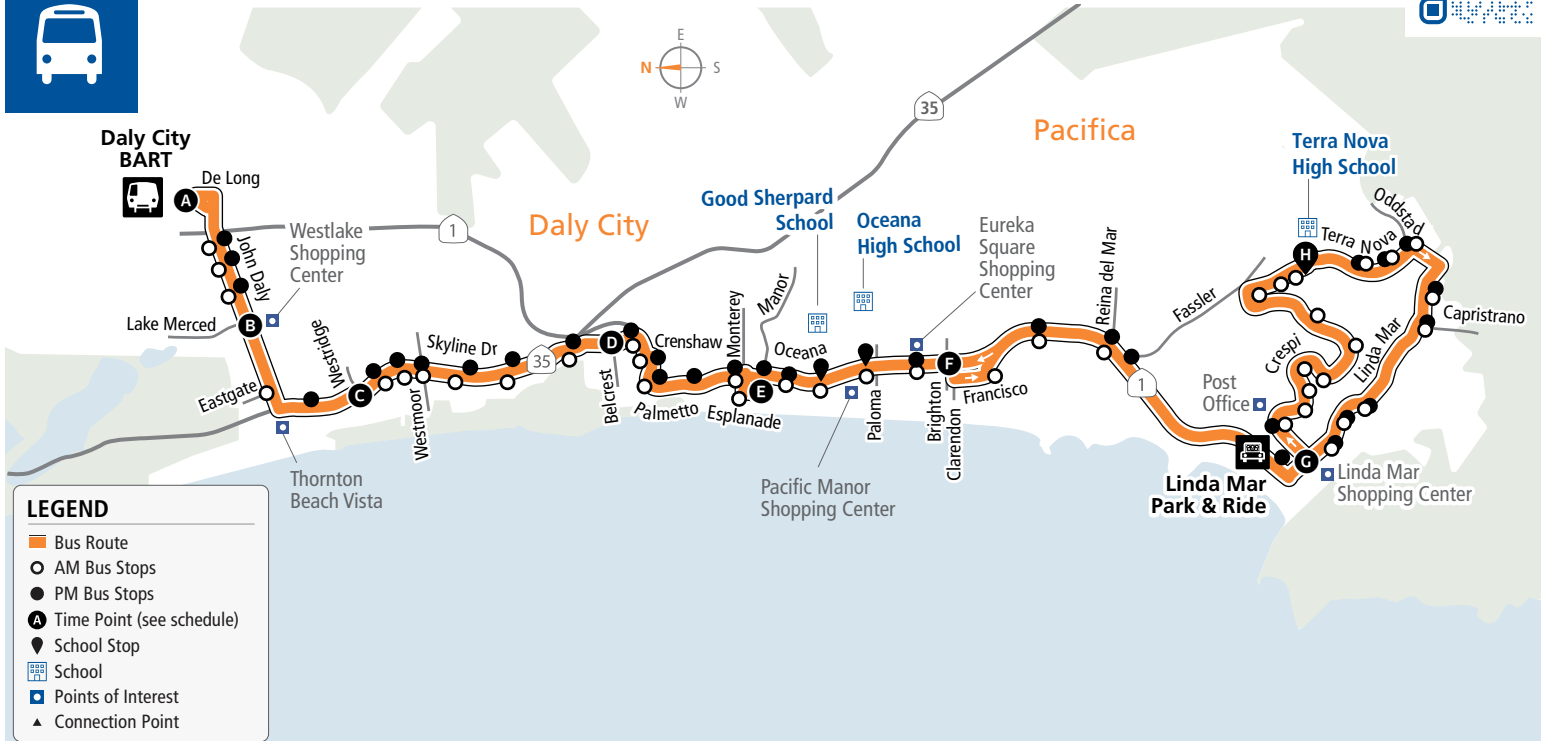 Daly City
BART
A
De Long
1
John Daly
Westlake
Shopping
Center
Lake Merced
B
Eastgate
Thornton
Beach Vista
Westridge
C
Skyline Dr
Westmoor
35
Daly City
E
N
S
W
35
Pacifica
D
Belcrest
Crenshaw
Palmetto
Monterey
Manor
Esplanade
E
Oceana
Good Sherpard
School
Oceana
High School
Pacific Manor
Shopping Center
Paloma
Eureka
Square
Shopping
Center
Brighton
F
Clarendon
Francisco
Reina del Mar
1
Fassler
Terra Nova
High School
H
Terra Nova
Oddstad
Capristrano
Linda Mar
Crespi
Post
Office
G
Linda Mar
Park & Ride
Linda Mar
Shopping Center
LEGEND
Bus Route
AM Bus Stops
PM Bus Stops
A Time Point (see schedule)
School Stop
School
Points of Interest
Connection Point